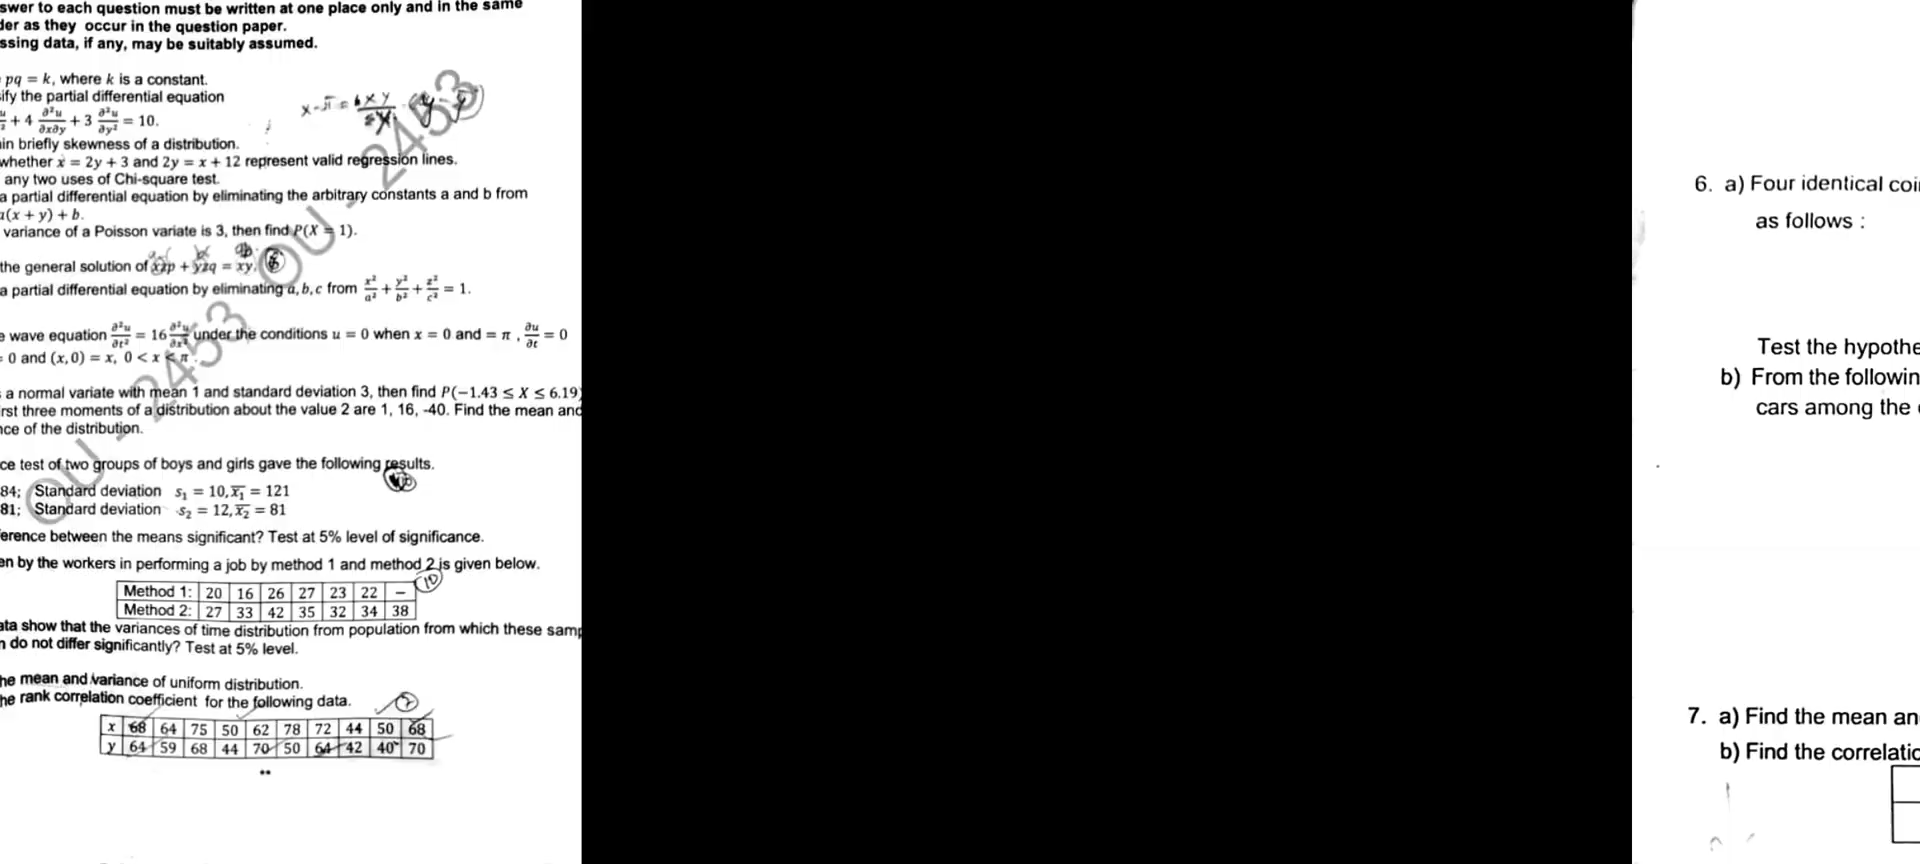 swer to each question must be written at one place only and in the same
der as they occur in the question paper.
ssing data, if any, may be suitably assumed.
pq = k, where k is a constant.
ify the partial differential equation
+ 4 ∂²u/∂x∂y + 3 ∂²u/∂y² = 10.
in briefly skewness of a distribution.
whether x = 2y + 3 and 2y = x + 12 represent valid regression lines.
any two uses of Chi-square test.
a partial differential equation by eliminating the arbitrary constants a and b from
a(x + y) + b.
variance of a Poisson variate is 3, then find P(X = 1).
the general solution of xzp + yzq = xy.
a partial differential equation by eliminating a, b, c from x²/a² + y²/b² + z²/c² = 1.
e wave equation ∂²u/∂t² = 16 ∂²u/∂x² under the conditions u = 0 when x = 0 and = π , ∂u/∂t = 0
= 0 and (x, 0) = x, 0 < x < π .
a normal variate with mean 1 and standard deviation 3, then find P(−1.43 ≤ X ≤ 6.19)
rst three moments of a distribution about the value 2 are 1, 16, -40. Find the mean and
nce of the distribution.
ce test of two groups of boys and girls gave the following results.
84; Standard deviation s₁ = 10, x̄₁ = 121
81; Standard deviation s₂ = 12, x̄₂ = 81
erence between the means significant? Test at 5% level of significance.
en by the workers in performing a job by method 1 and method 2 is given below.
Method 1: 20 16 26 27 23 22 –
Method 2: 27 33 42 35 32 34 38
ata show that the variances of time distribution from population from which these samp
n do not differ significantly? Test at 5% level.
he mean and variance of uniform distribution.
he rank correlation coefficient for the following data.
x 68 64 75 50 62 78 72 44 50 68
y 64 59 68 44 70 50 64 42 40 70
**
OU - 2453 OU - 2453 OU - 2453
6. a) Four identical coi
as follows :
Test the hypothe
b) From the followin
cars among the
7. a) Find the mean an
b) Find the correlatio